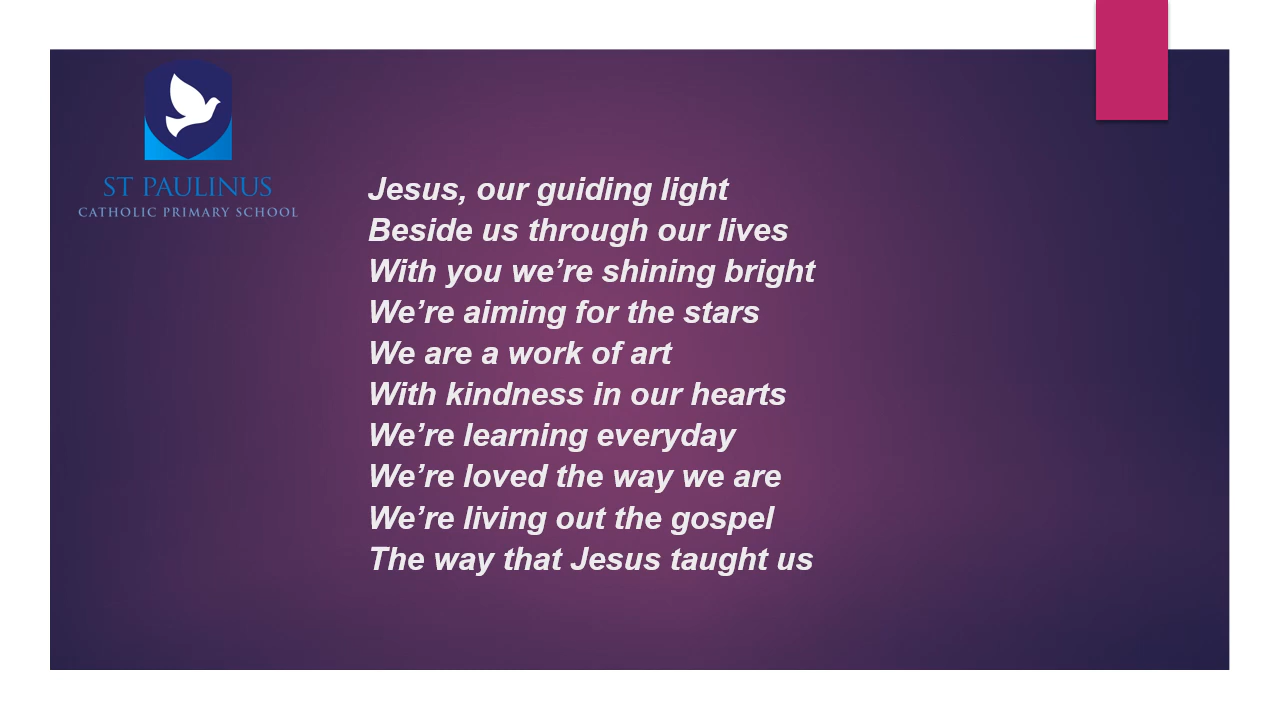 ST PAULINUS
CATHOLIC PRIMARY SCHOOL
Jesus, our guiding light
Beside us through our lives
With you we’re shining bright
We’re aiming for the stars
We are a work of art
With kindness in our hearts
We’re learning everyday
We’re loved the way we are
We’re living out the gospel
The way that Jesus taught us